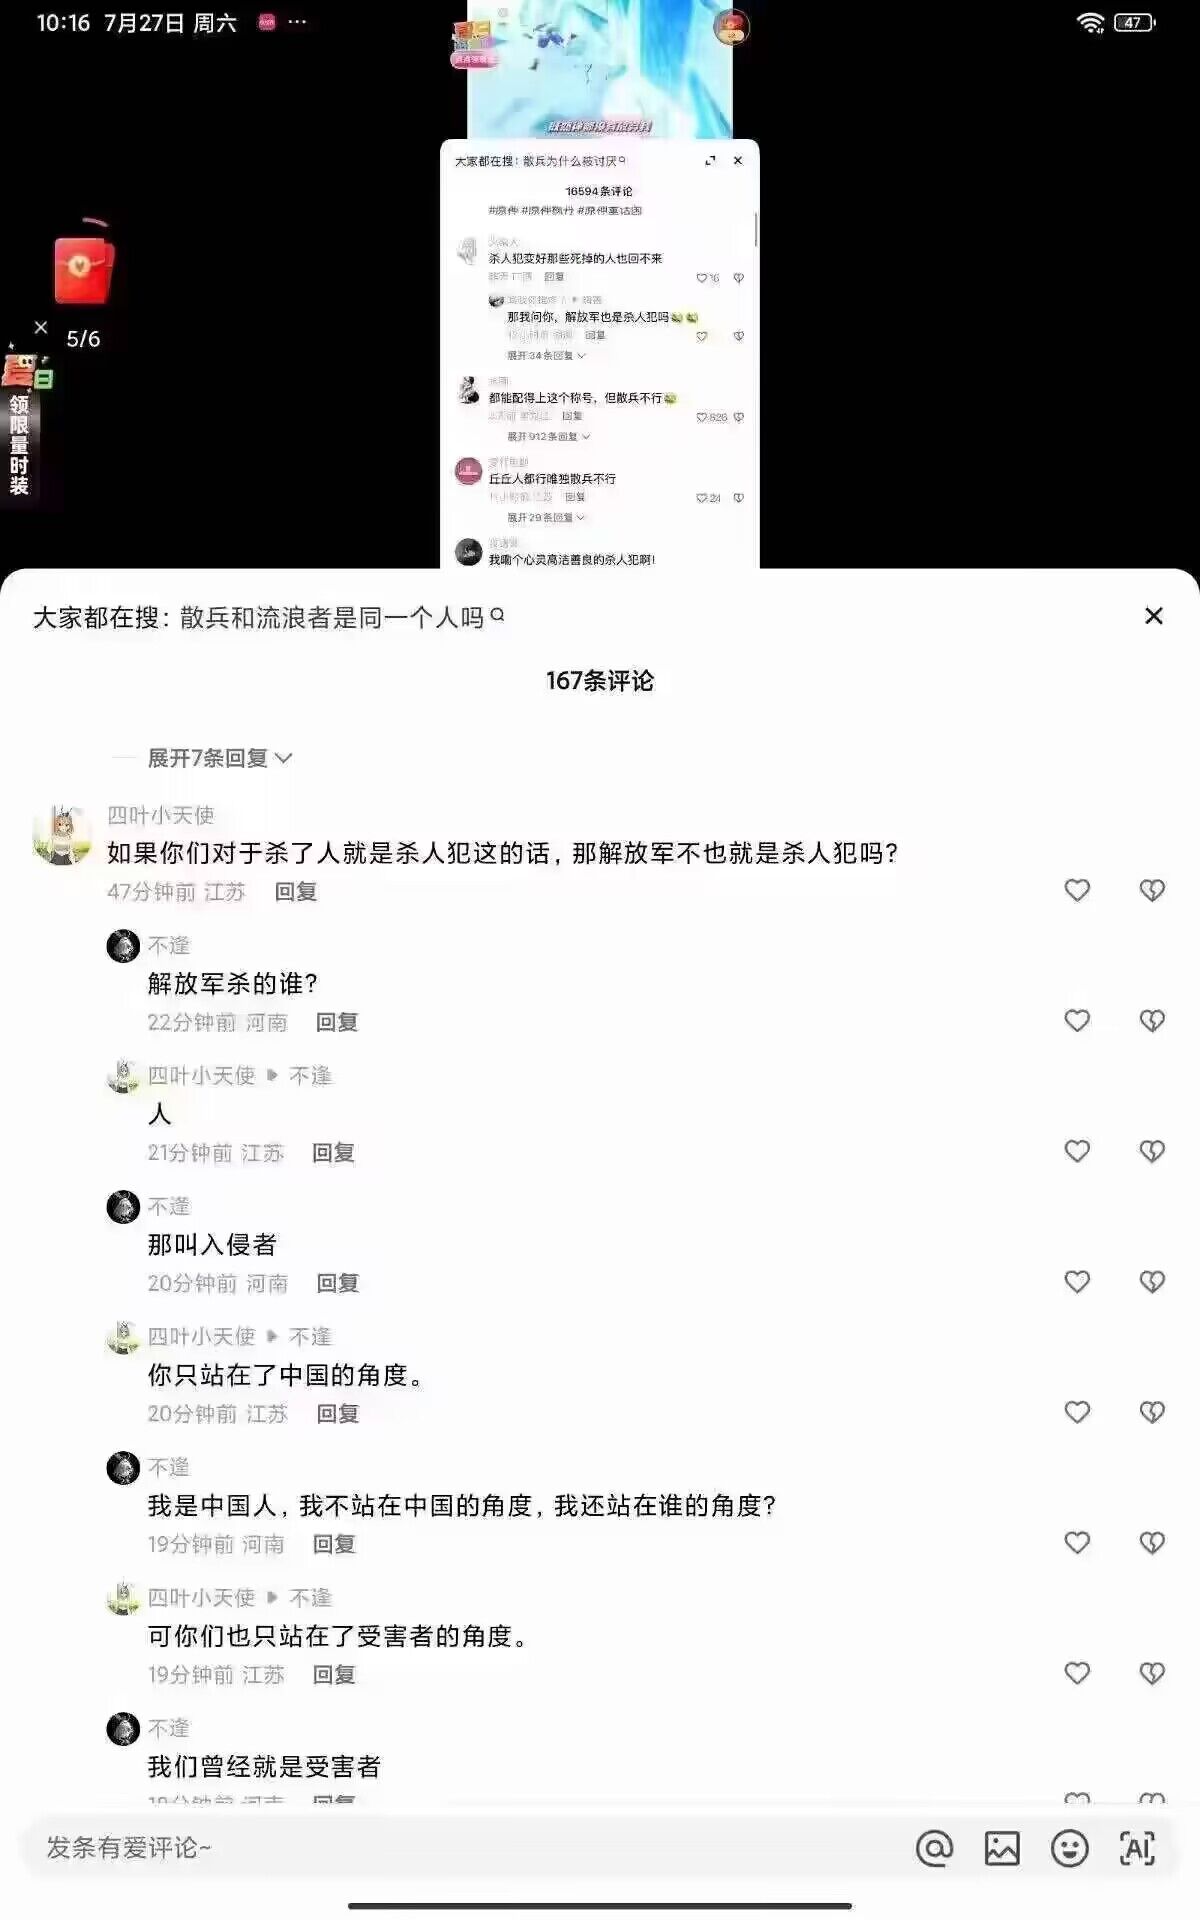 10:16 7月27日 周六 ...
47
大家都在搜：散兵为什么被讨厌
16594条评论
#原神 #原神枫丹 #原神童话国
杀人犯变好那些死掉的人也回不来
回复
16
那我问你，解放军也是杀人犯吗
回复
展开34条回复
都能配得上这个称号，但散兵不行
回复
826
展开912条回复
丘丘人都行唯独散兵不行
回复
24
展开29条回复
我嘞个心灵高洁善良的杀人犯啊！
5/6
领限量时装
大家都在搜：散兵和流浪者是同一个人吗
167条评论
展开7条回复
四叶小天使
如果你们对于杀了人就是杀人犯这的话，那解放军不也就是杀人犯吗？
47分钟前 江苏 回复
不逢
解放军杀的谁？
22分钟前 河南 回复
四叶小天使 ▶ 不逢
人
21分钟前 江苏 回复
不逢
那叫入侵者
20分钟前 河南 回复
四叶小天使 ▶ 不逢
你只站在了中国的角度。
20分钟前 江苏 回复
不逢
我是中国人，我不站在中国的角度，我还站在谁的角度？
19分钟前 河南 回复
四叶小天使 ▶ 不逢
可你们也只站在了受害者的角度。
19分钟前 江苏 回复
不逢
我们曾经就是受害者
18分钟前 河南 回复
发条有爱评论~
AI